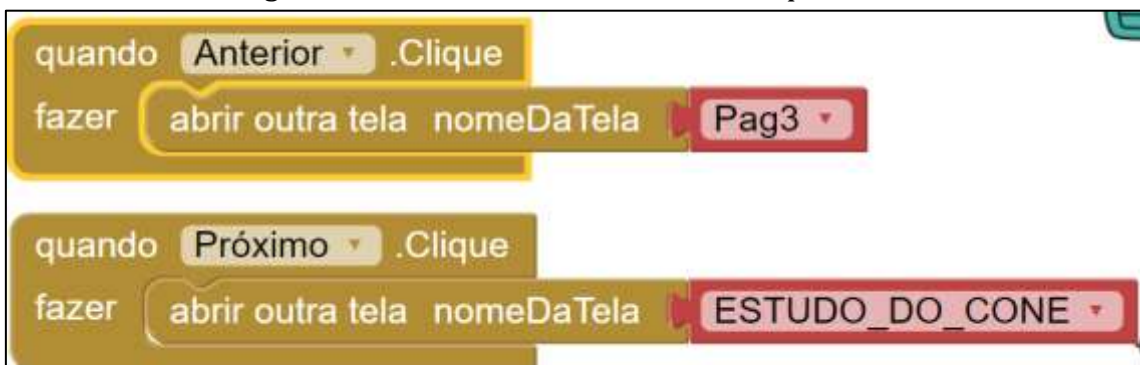 quando Anterior .Clique
fazer abrir outra tela nomeDaTela Pag3
quando Próximo .Clique
fazer abrir outra tela nomeDaTela ESTUDO_DO_CONE